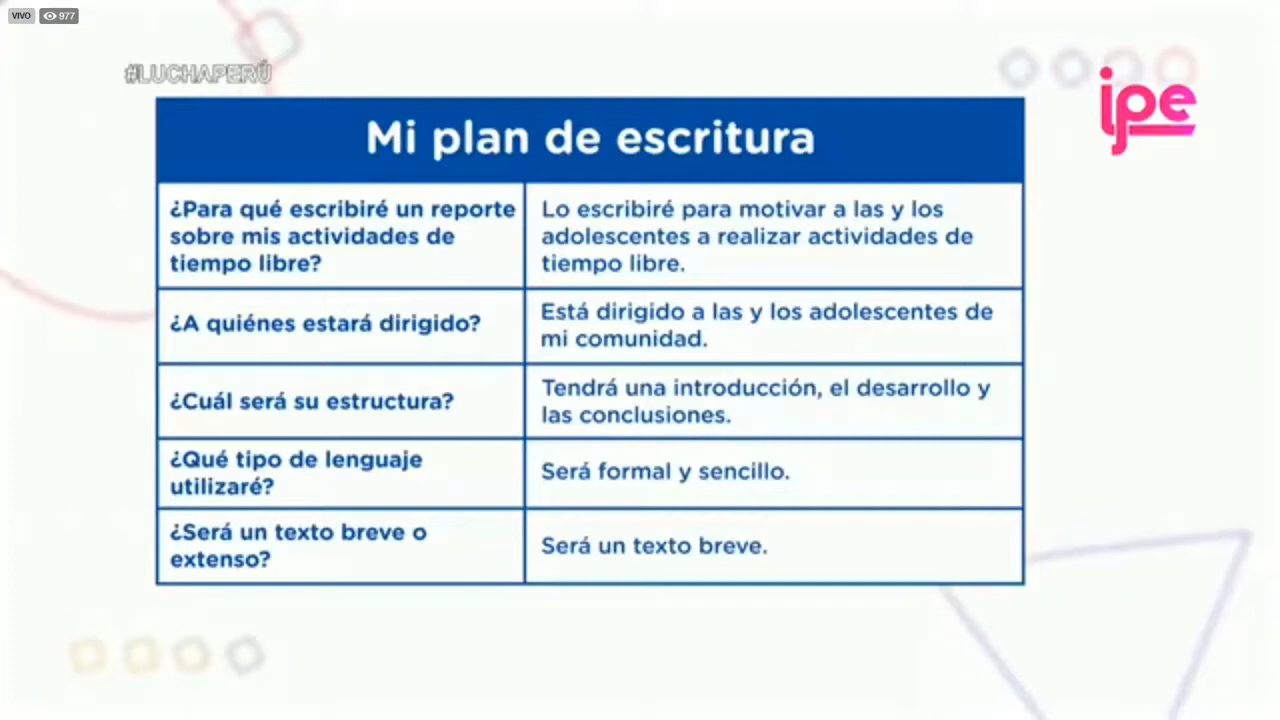 VIVO 977
#LUCHAPERÚ
ipe
Mi plan de escritura
¿Para qué escribiré un reporte
sobre mis actividades de
tiempo libre?
Lo escribiré para motivar a las y los
adolescentes a realizar actividades de
tiempo libre.
¿A quiénes estará dirigido?
Está dirigido a las y los adolescentes de
mi comunidad.
¿Cuál será su estructura?
Tendrá una introducción, el desarrollo y
las conclusiones.
¿Qué tipo de lenguaje
utilizaré?
Será formal y sencillo.
¿Será un texto breve o
extenso?
Será un texto breve.